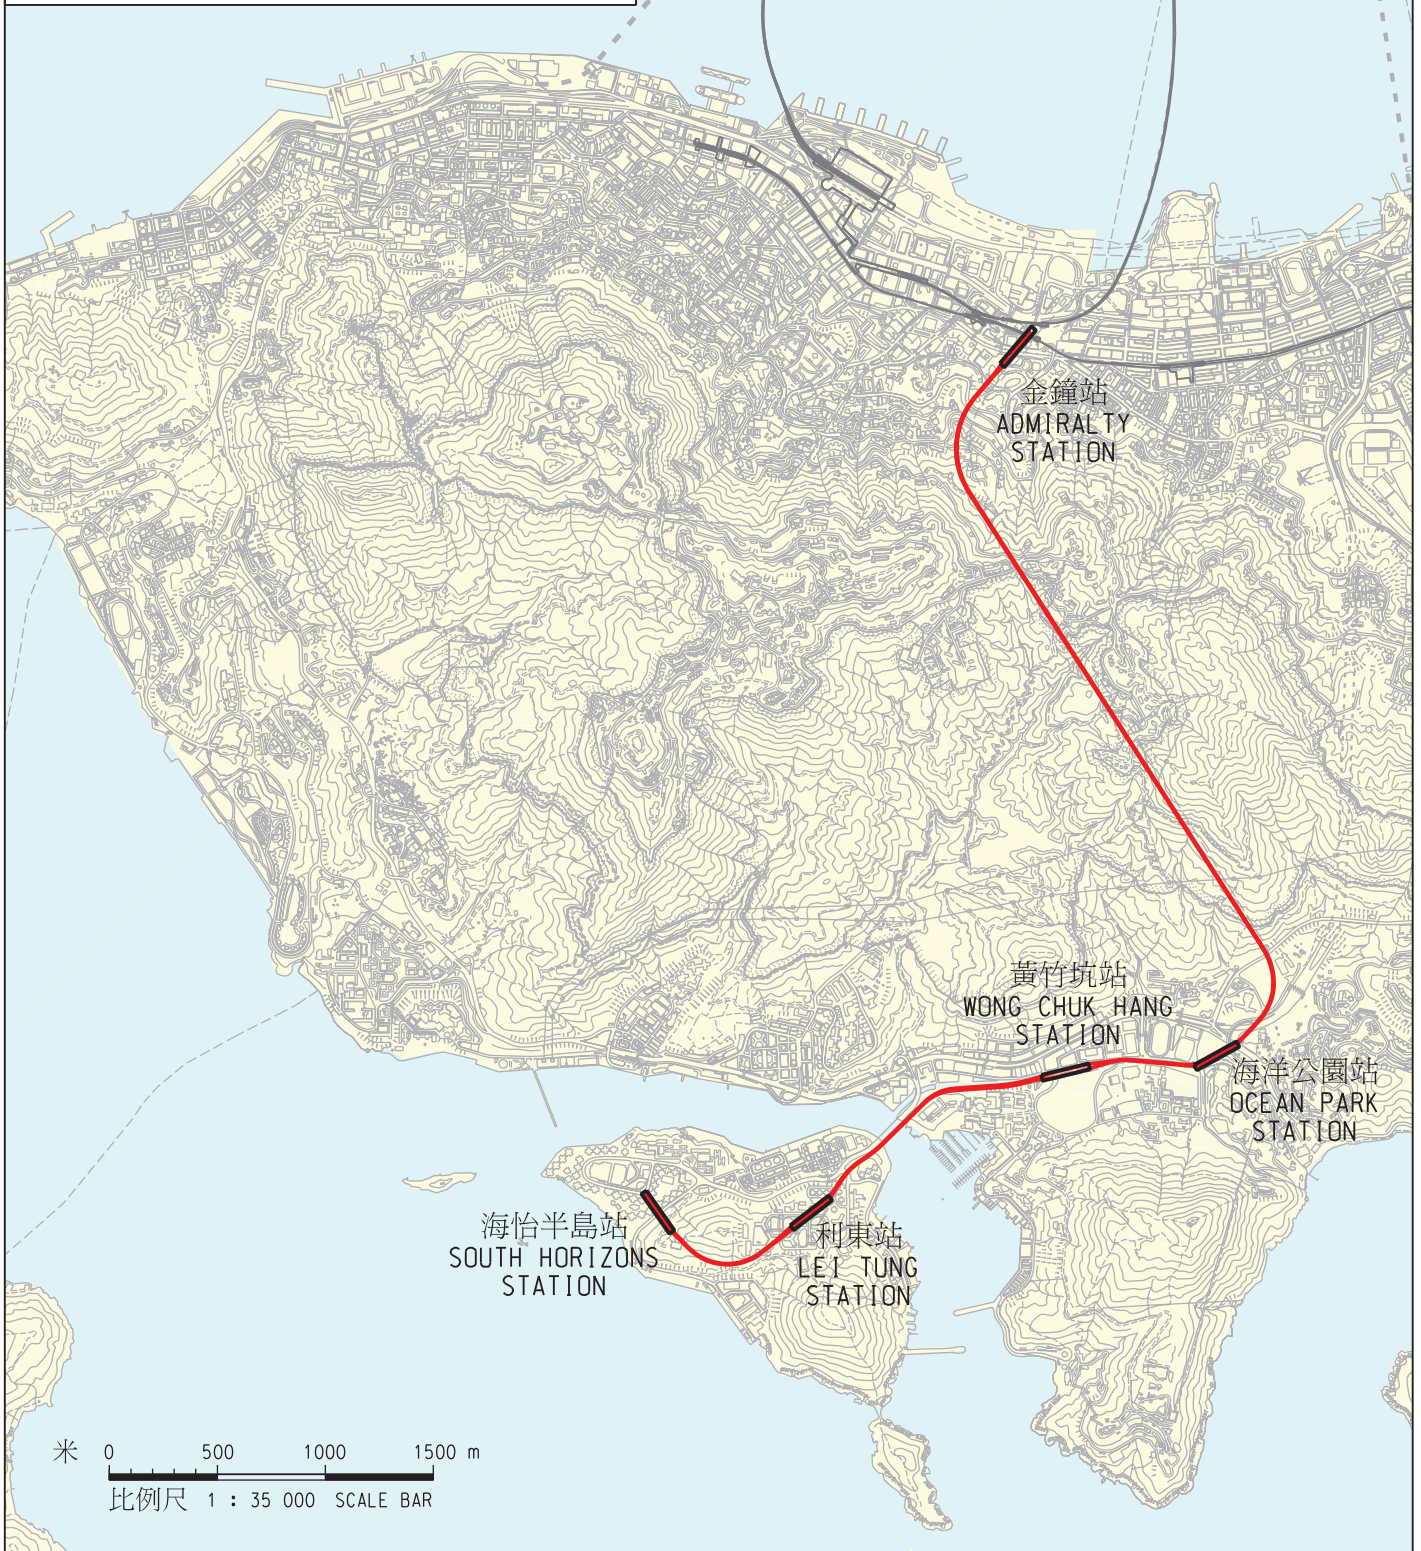 金鐘站
ADMIRALTY
STATION
黃竹坑站
WONG CHUK HANG
STATION
海洋公園站
OCEAN PARK
STATION
海怡半島站
SOUTH HORIZONS
STATION
利東站
LEI TUNG
STATION
米 0 500 1000 1500 m
比例尺 1 : 35 000 SCALE BAR